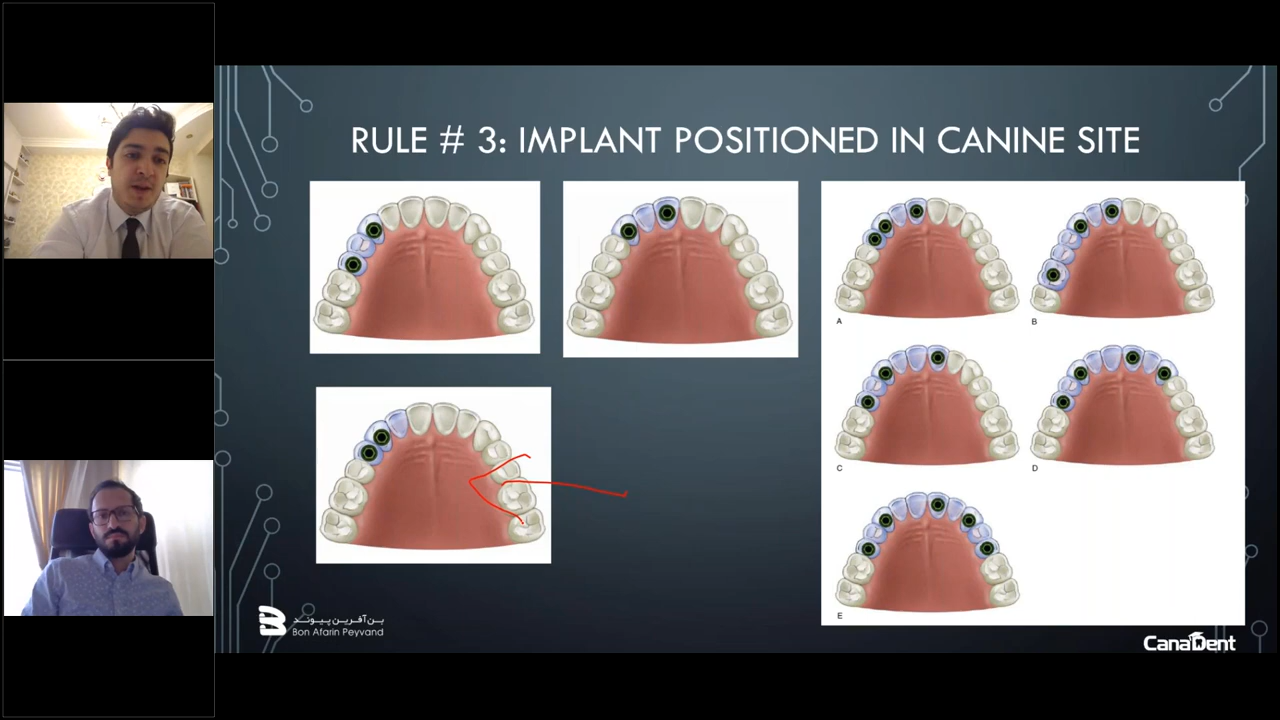 RULE # 3: IMPLANT POSITIONED IN CANINE SITE
A
B
C
D
E
بن آفرین پیوند
Bon Afarin Peyvand
CanaDent